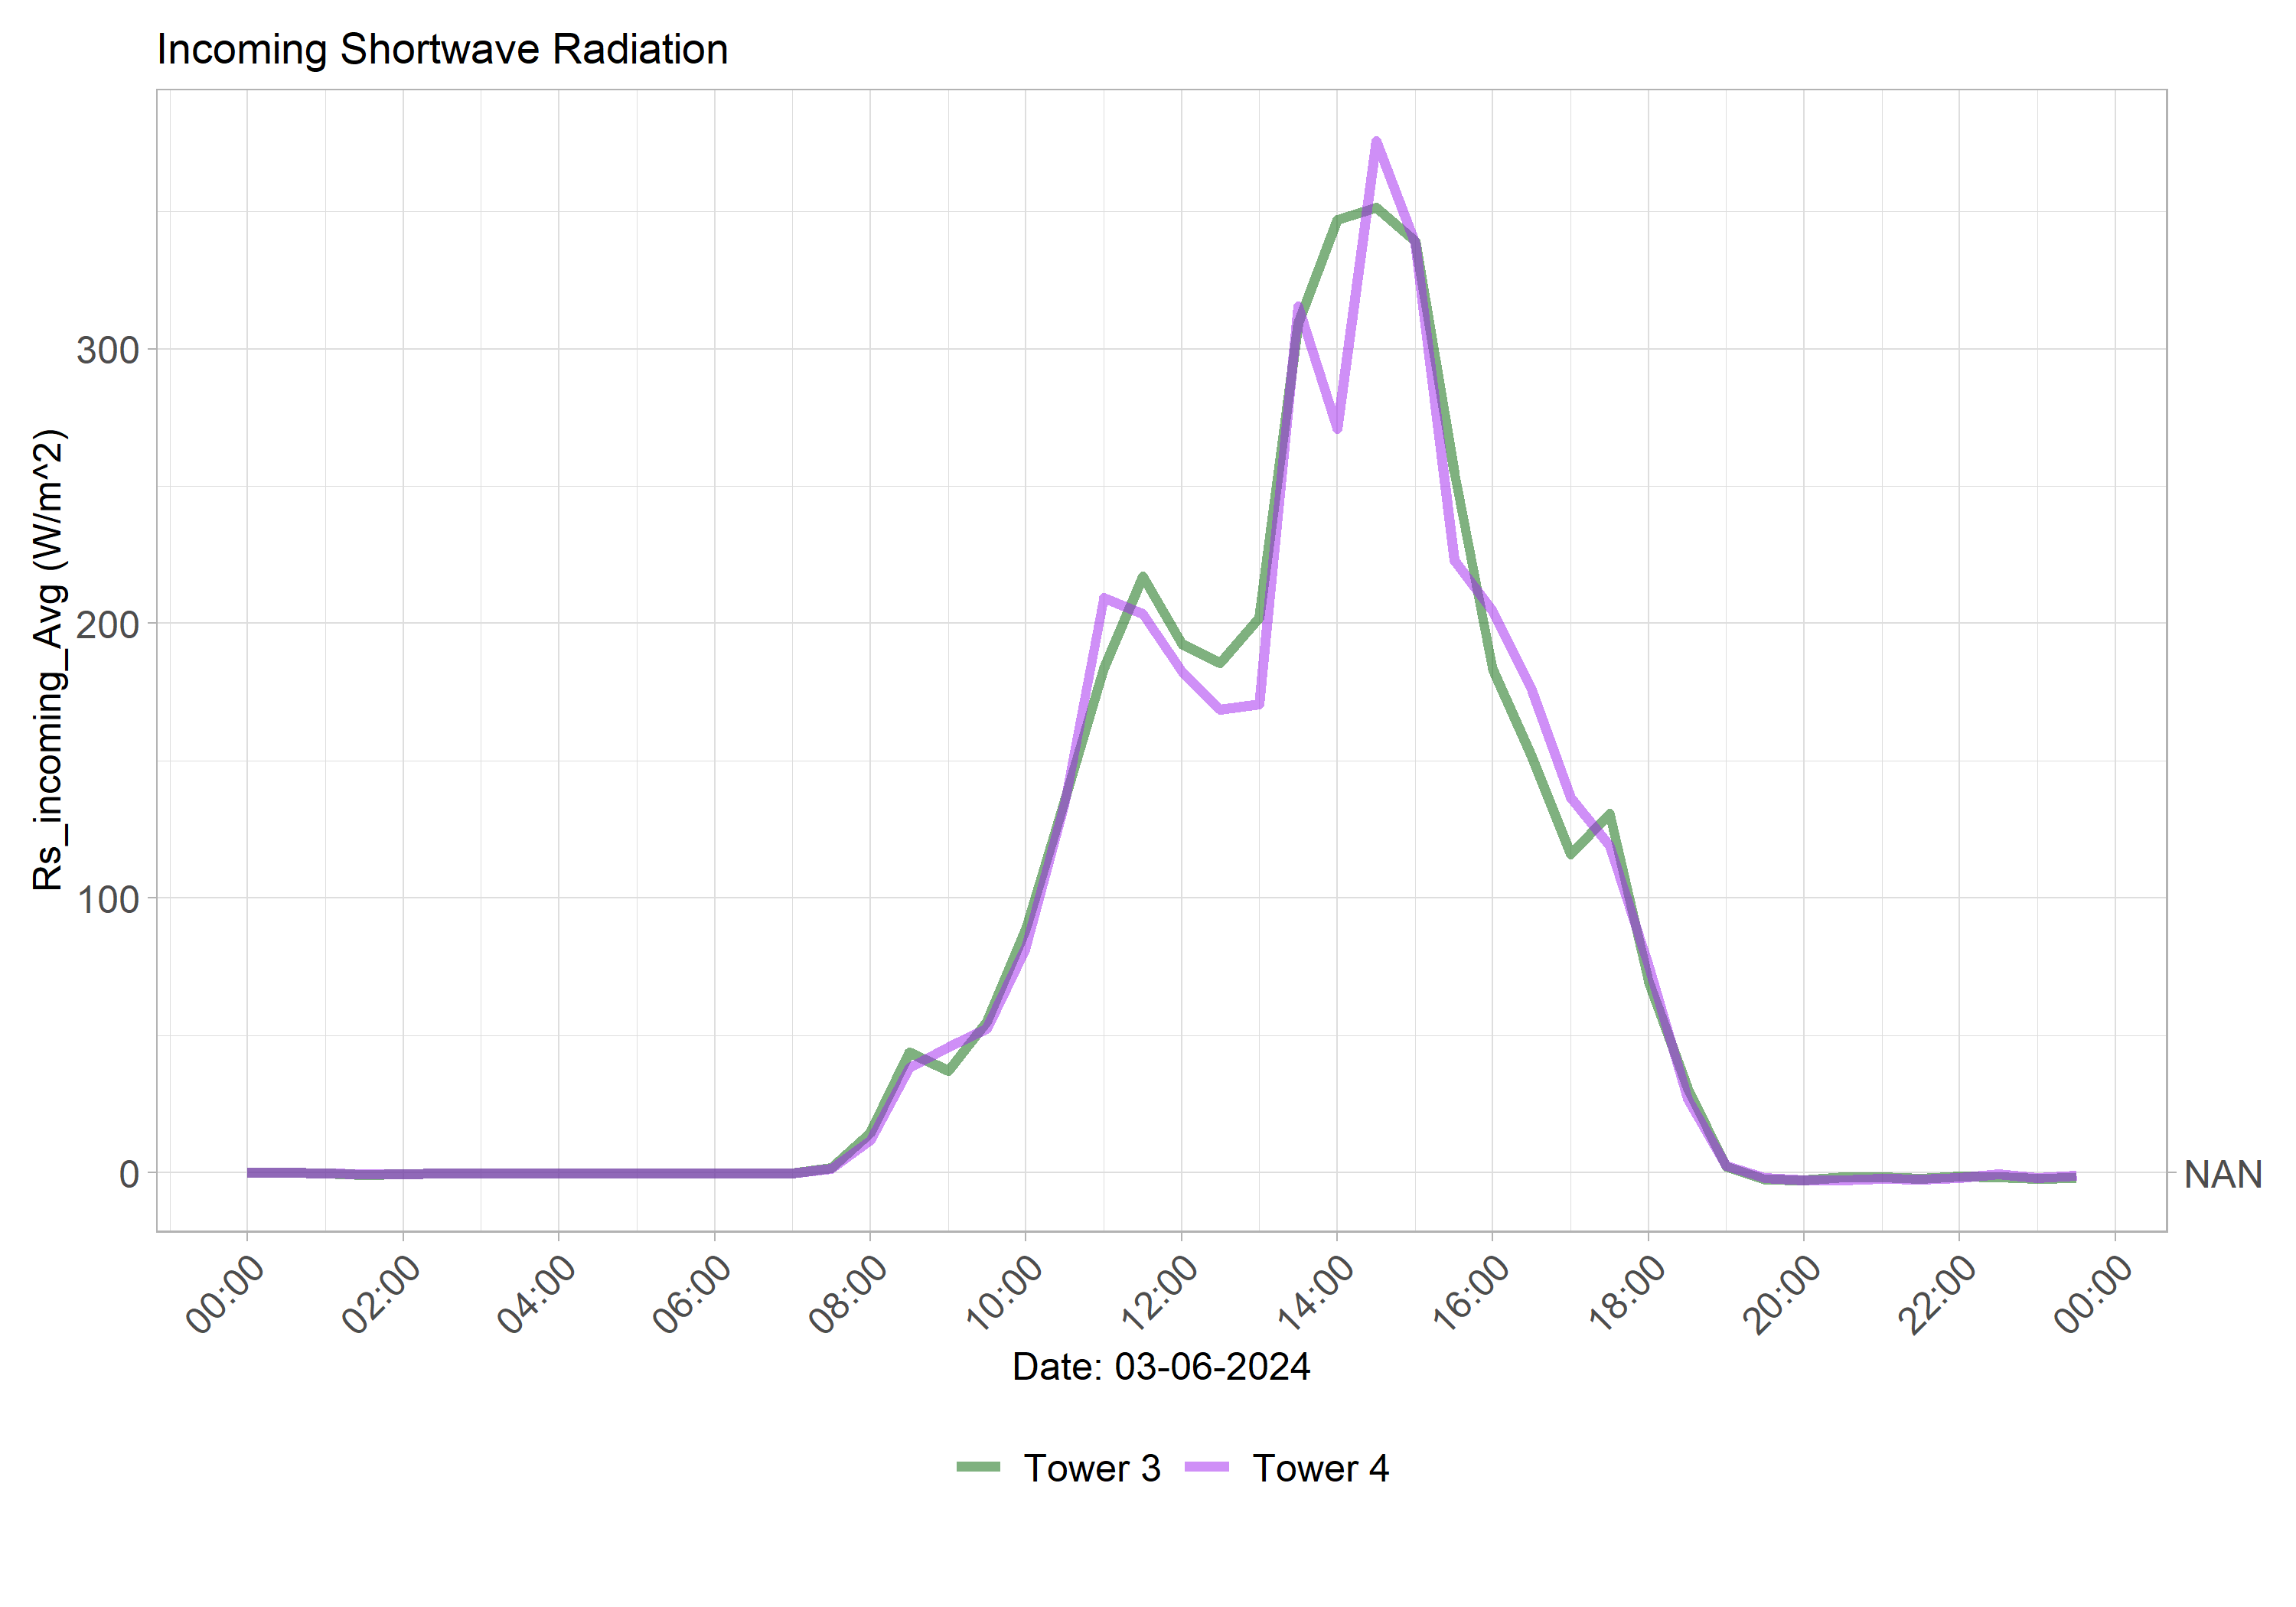 Incoming Shortwave Radiation
Rs_incoming_Avg (W/m^2)
300
200
100
0
NAN
00:00 02:00 04:00 06:00 08:00 10:00 12:00 14:00 16:00 18:00 20:00 22:00 00:00
Date: 03-06-2024
Tower 3 Tower 4